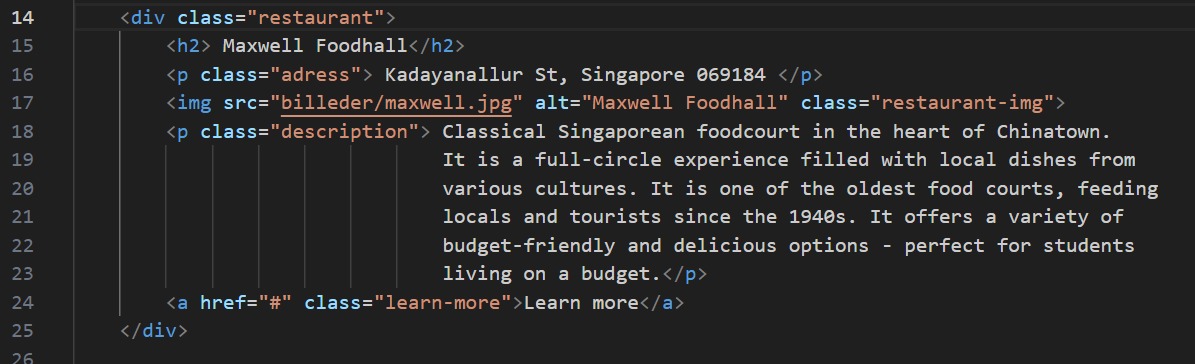 14 <div class="restaurant">
15 <h2> Maxwell Foodhall</h2>
16 <p class="adress"> Kadayanallur St, Singapore 069184 </p>
17 <img src="billeder/maxwell.jpg" alt="Maxwell Foodhall" class="restaurant-img">
18 <p class="description"> Classical Singaporean foodcourt in the heart of Chinatown.
19 It is a full-circle experience filled with local dishes from
20 various cultures. It is one of the oldest food courts, feeding
21 locals and tourists since the 1940s. It offers a variety of
22 budget-friendly and delicious options - perfect for students
23 living on a budget.</p>
24 <a href="#" class="learn-more">Learn more</a>
25 </div>
26